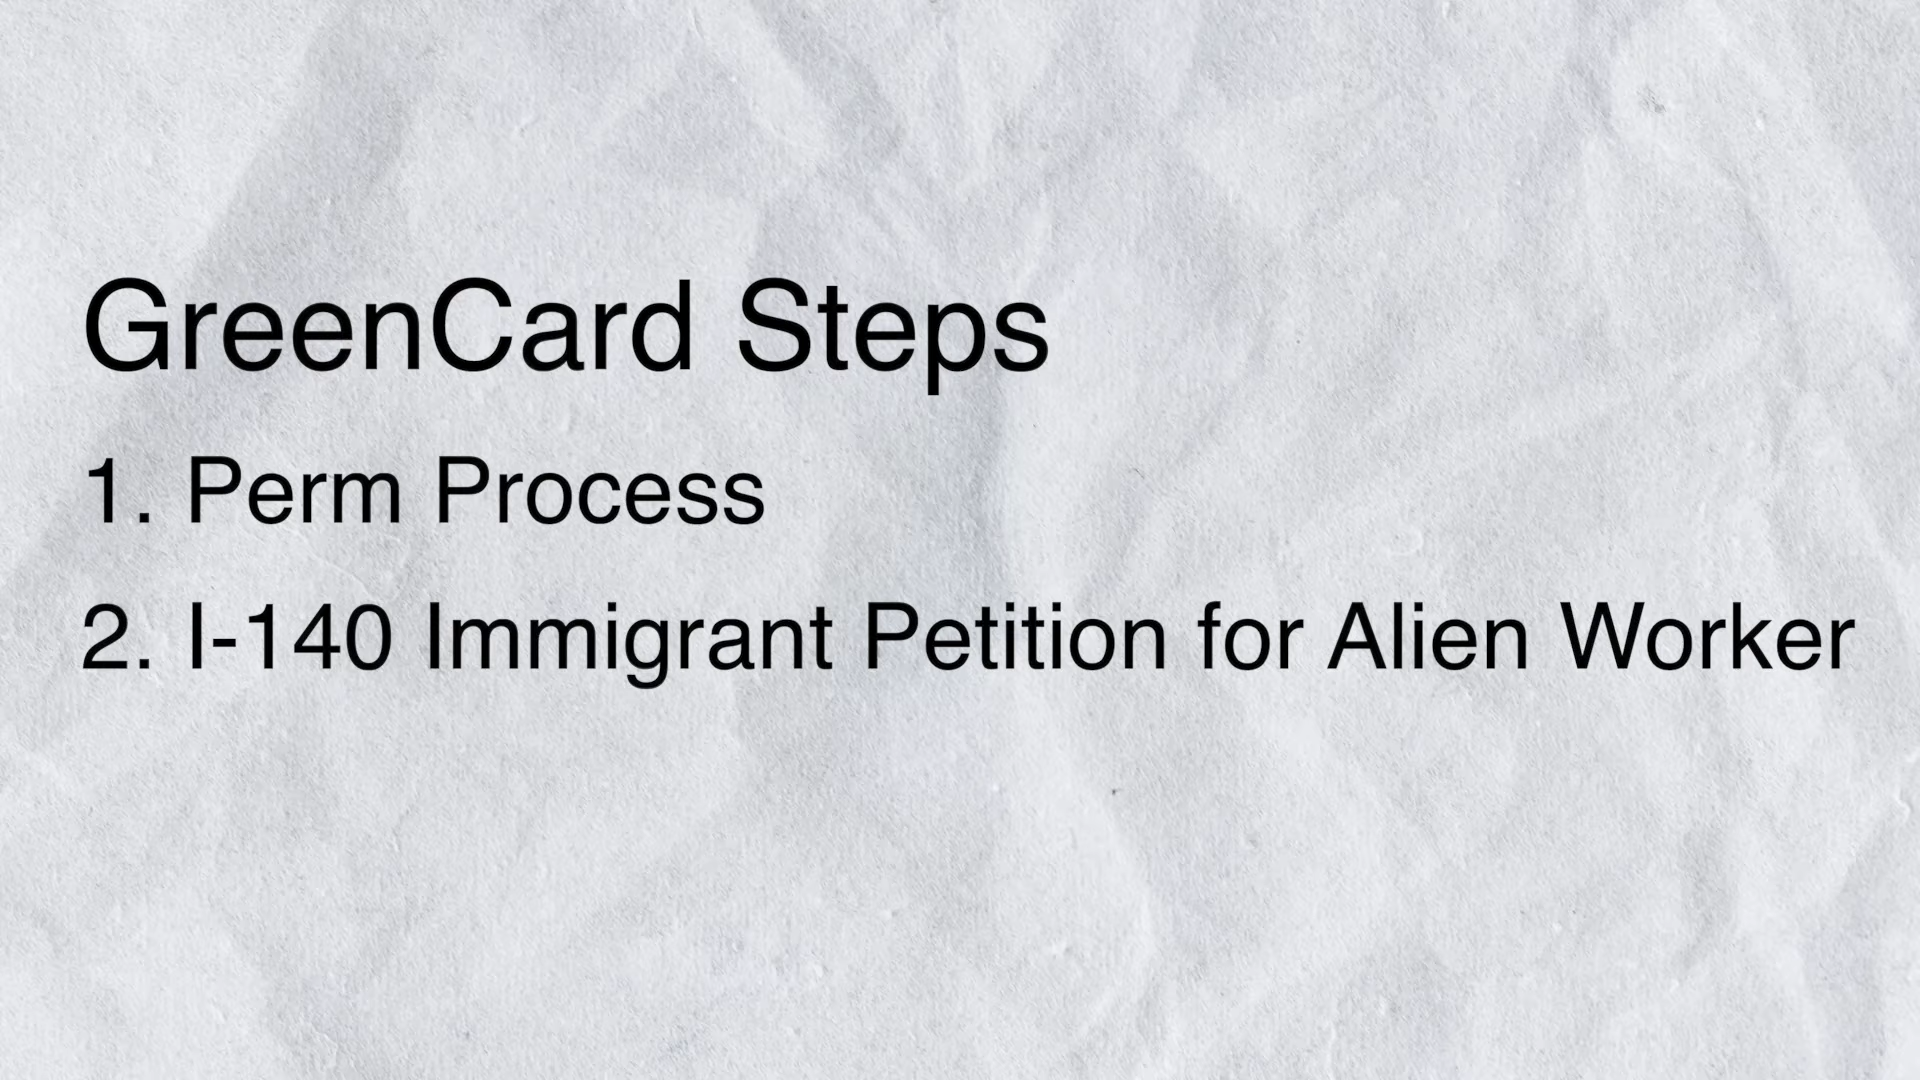 GreenCard Steps
1. Perm Process
2. I-140 Immigrant Petition for Alien Worker